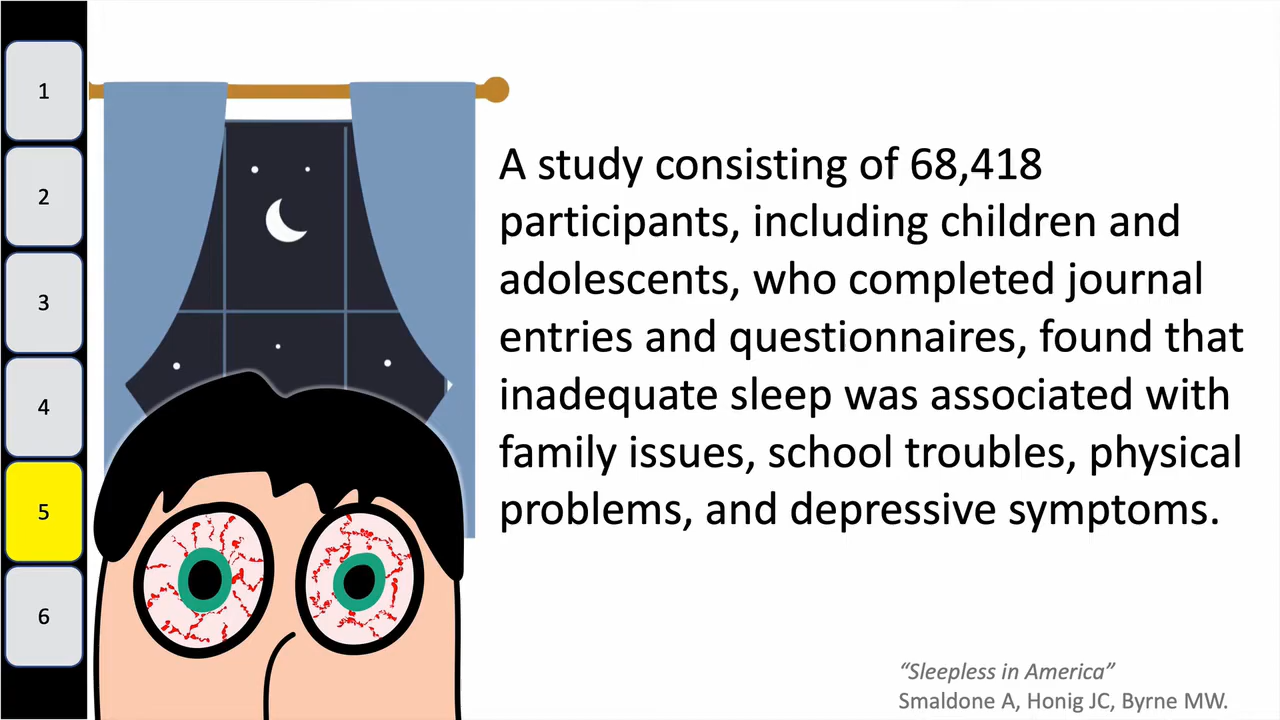 1
2
3
4
5
6
A study consisting of 68,418
participants, including children and
adolescents, who completed journal
entries and questionnaires, found that
inadequate sleep was associated with
family issues, school troubles, physical
problems, and depressive symptoms.
“Sleepless in America”
Smaldone A, Honig JC, Byrne MW.